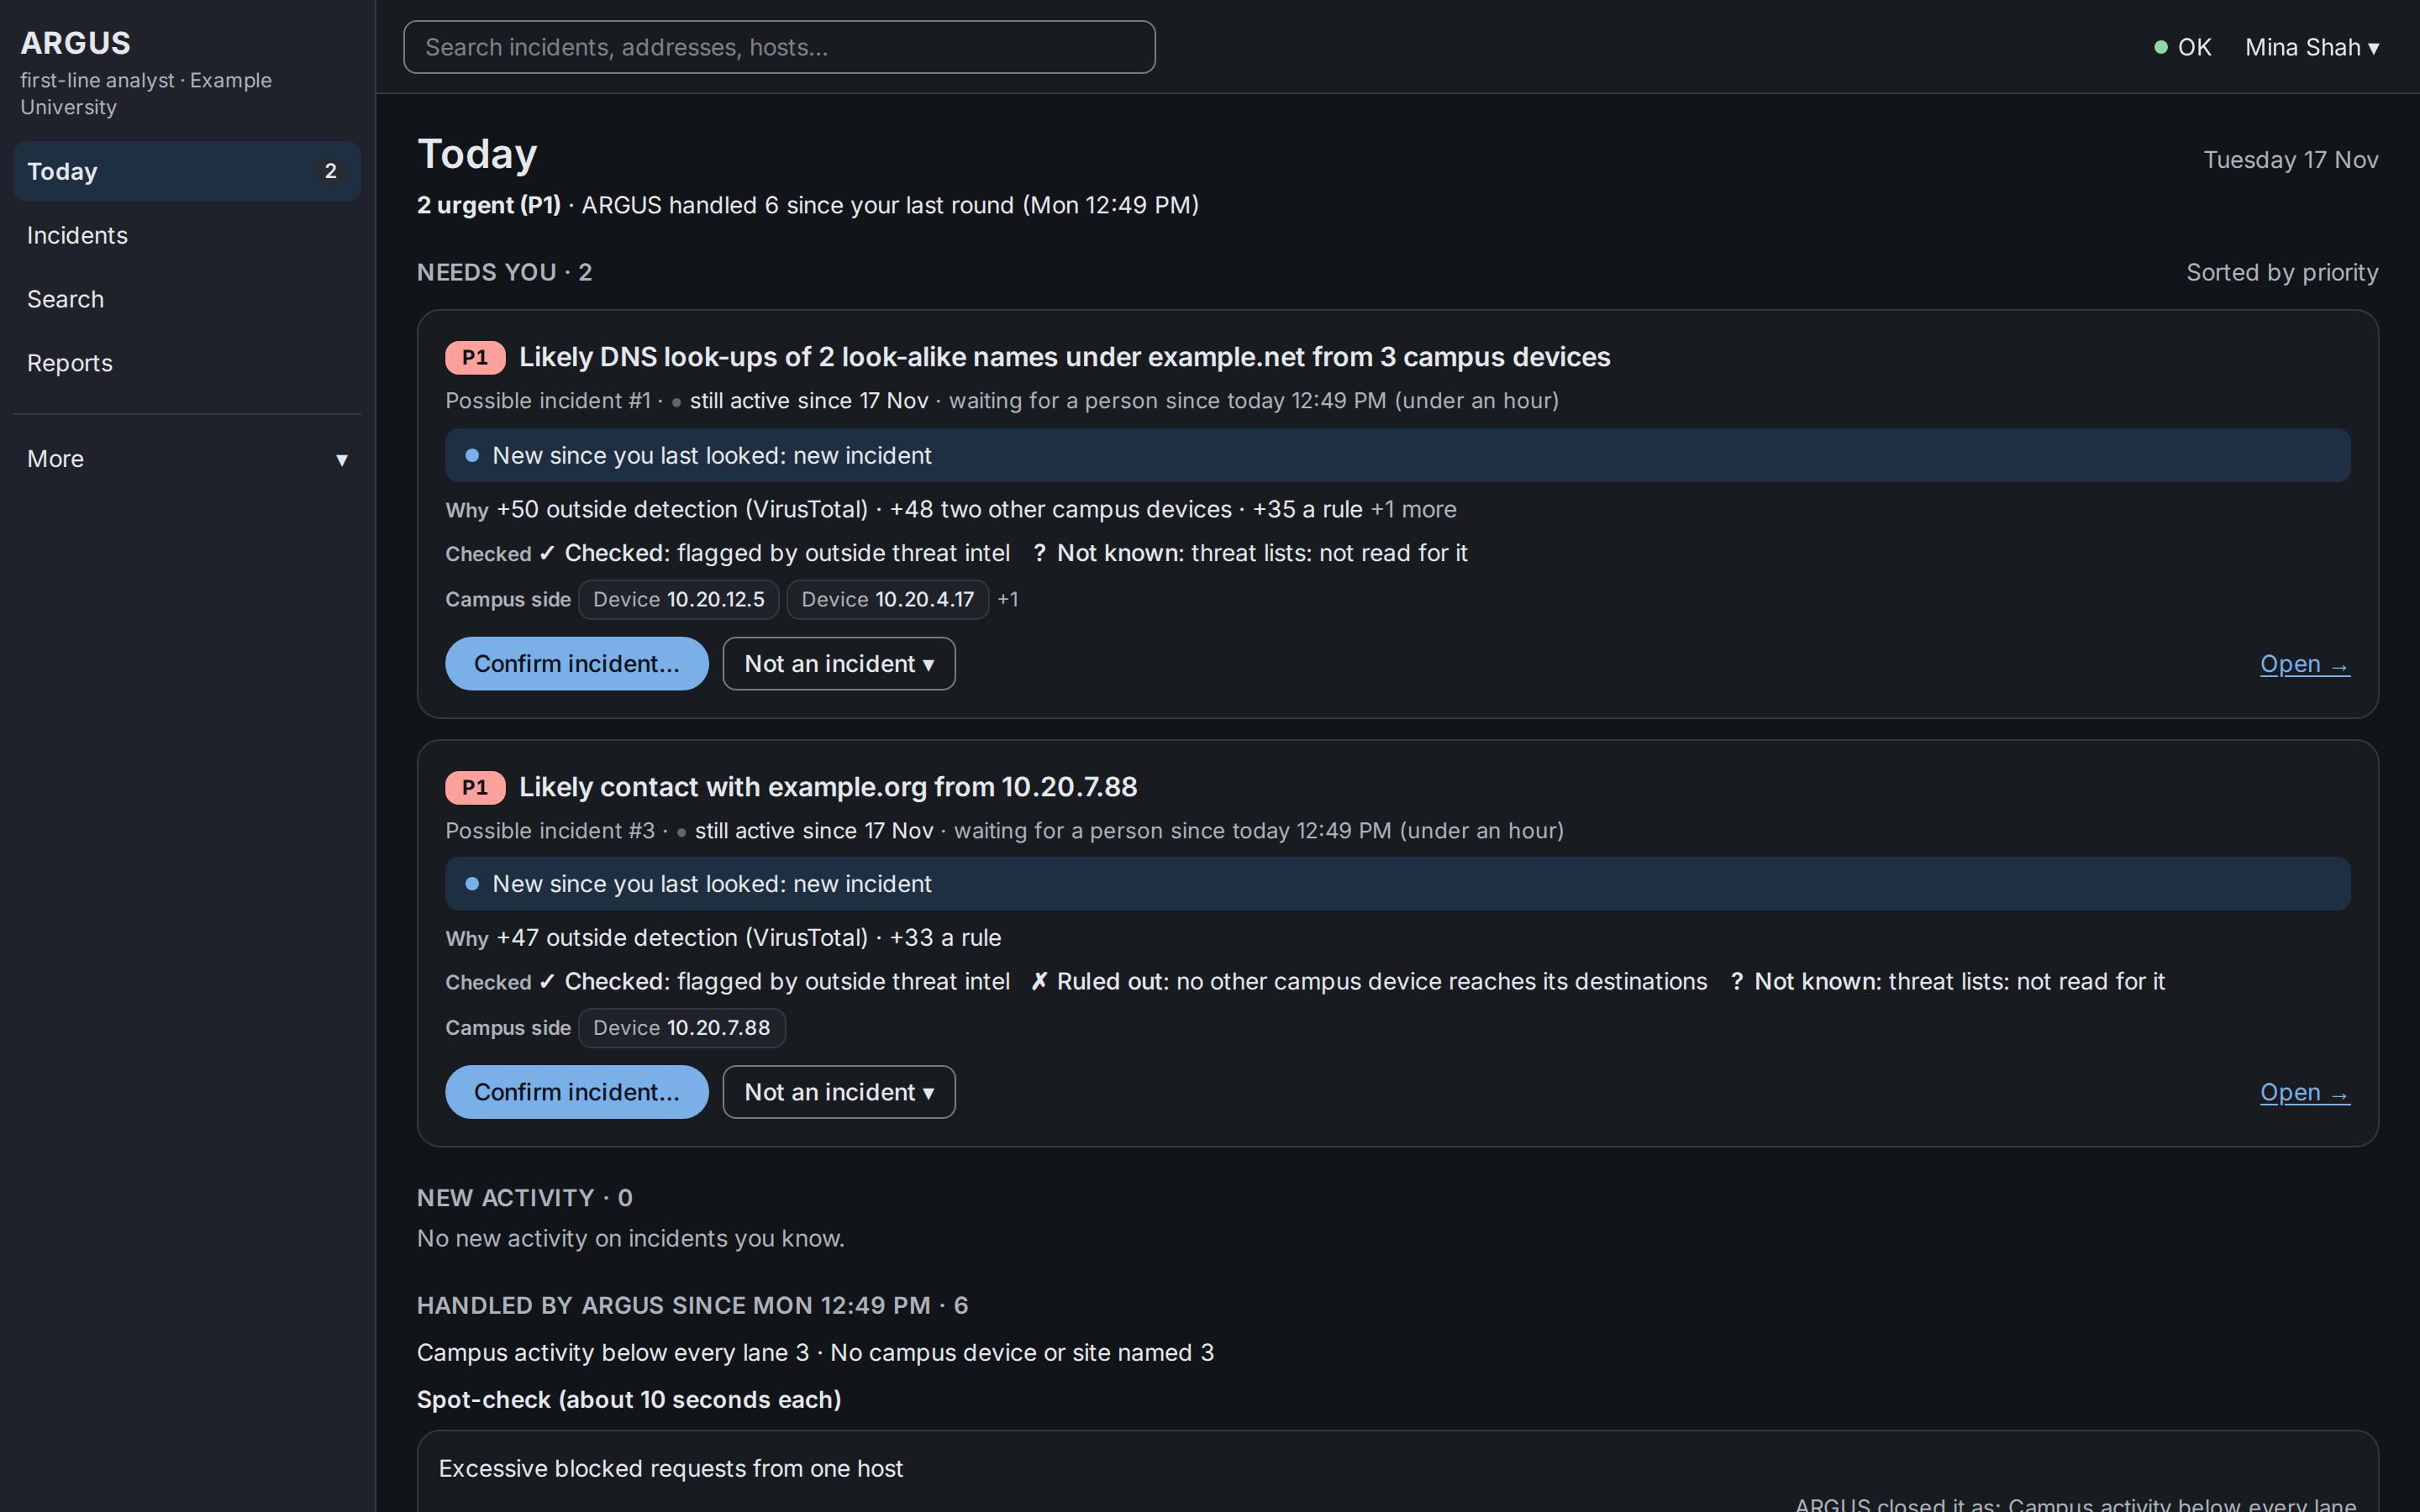 ARGUS
first-line analyst · Example
University
Today 2
Incidents
Search
Reports
More ▾
Search incidents, addresses, hosts...
OK Mina Shah ▾
Today
Tuesday 17 Nov
2 urgent (P1) · ARGUS handled 6 since your last round (Mon 12:49 PM)
NEEDS YOU · 2
Sorted by priority
P1 Likely DNS look-ups of 2 look-alike names under example.net from 3 campus devices
Possible incident #1 · ● still active since 17 Nov · waiting for a person since today 12:49 PM (under an hour)
New since you last looked: new incident
Why +50 outside detection (VirusTotal) · +48 two other campus devices · +35 a rule +1 more
Checked ✓ Checked: flagged by outside threat intel ? Not known: threat lists: not read for it
Campus side Device 10.20.12.5 Device 10.20.4.17 +1
Confirm incident... Not an incident ▾ Open →
P1 Likely contact with example.org from 10.20.7.88
Possible incident #3 · ● still active since 17 Nov · waiting for a person since today 12:49 PM (under an hour)
New since you last looked: new incident
Why +47 outside detection (VirusTotal) · +33 a rule
Checked ✓ Checked: flagged by outside threat intel ✗ Ruled out: no other campus device reaches its destinations ? Not known: threat lists: not read for it
Campus side Device 10.20.7.88
Confirm incident... Not an incident ▾ Open →
NEW ACTIVITY · 0
No new activity on incidents you know.
HANDLED BY ARGUS SINCE MON 12:49 PM · 6
Campus activity below every lane 3 · No campus device or site named 3
Spot-check (about 10 seconds each)
Excessive blocked requests from one host
ARGUS closed it as: Campus activity below every lane